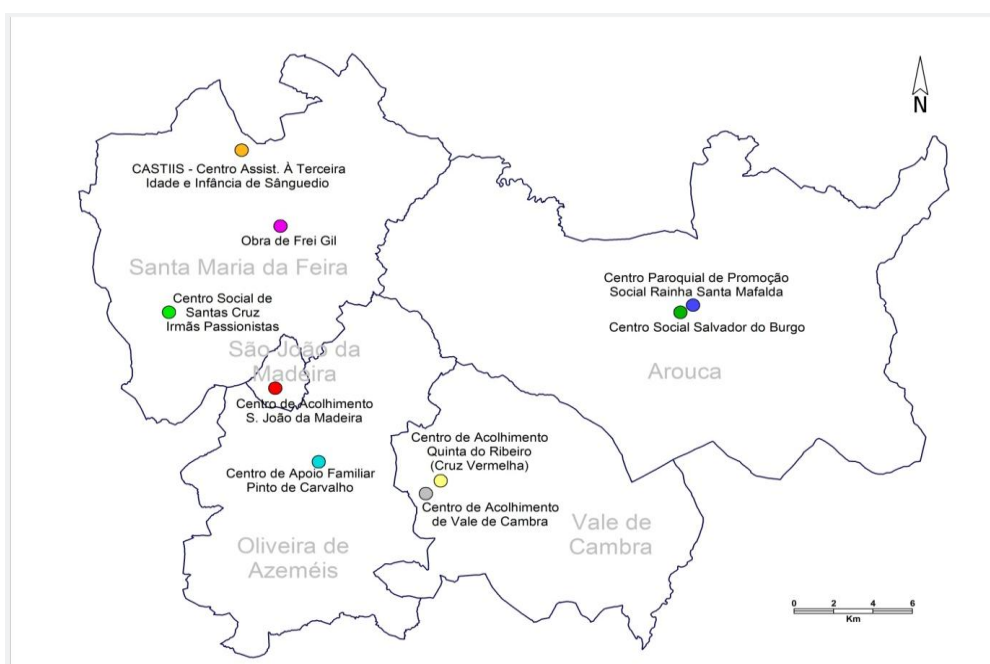 N
CASTIIS - Centro Assist. À Terceira
Idade e Infância de Sânguedio
Obra de Frei Gil
Santa Maria da Feira
Centro Social de
Santas Cruz
Irmãs Passionistas
São João da
Madeira
Centro de Acolhimento
S. João da Madeira
Centro de Apoio Familiar
Pinto de Carvalho
Oliveira de
Azeméis
Centro Paroquial de Promoção
Social Rainha Santa Mafalda
Centro Social Salvador do Burgo
Arouca
Centro de Acolhimento
Quinta do Ribeiro
(Cruz Vermelha)
Centro de Acolhimento
de Vale de Cambra
Vale de
Cambra
0 2 4 6
Km